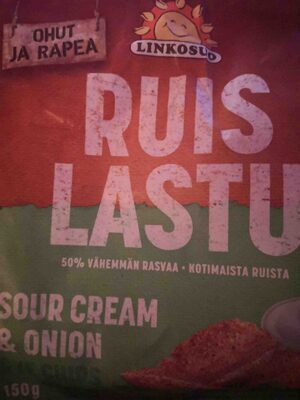 OHUT
JA RAPEA
LINKOSUO
RUIS
LASTU
50% VÄHEMMÄN RASVAA • KOTIMAISTA RUISTA
SOUR CREAM
& ONION
150g